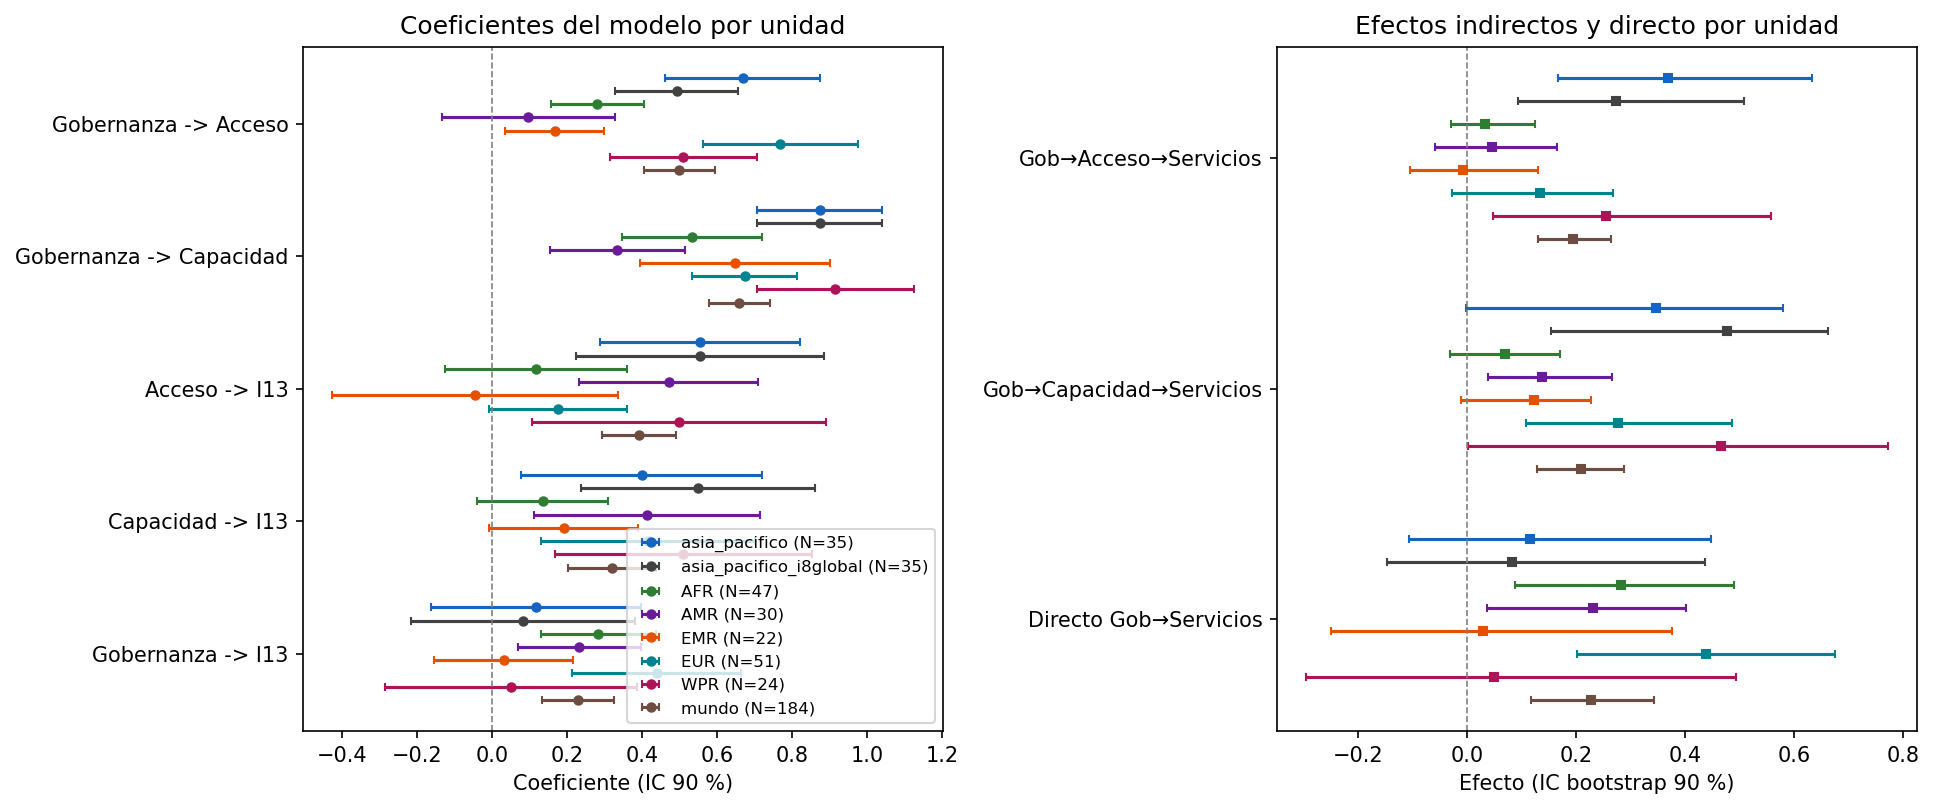 Coeficientes del modelo por unidad
Gobernanza -> Acceso
Gobernanza -> Capacidad
Acceso -> I13
Capacidad -> I13
Gobernanza -> I13
asia_pacifico (N=35)
asia_pacifico_i8global (N=35)
AFR (N=47)
AMR (N=30)
EMR (N=22)
EUR (N=51)
WPR (N=24)
mundo (N=184)
−0.4 −0.2 0.0 0.2 0.4 0.6 0.8 1.0 1.2
Coeficiente (IC 90 %)
Efectos indirectos y directo por unidad
Gob→Acceso→Servicios
Gob→Capacidad→Servicios
Directo Gob→Servicios
−0.2 0.0 0.2 0.4 0.6 0.8
Efecto (IC bootstrap 90 %)